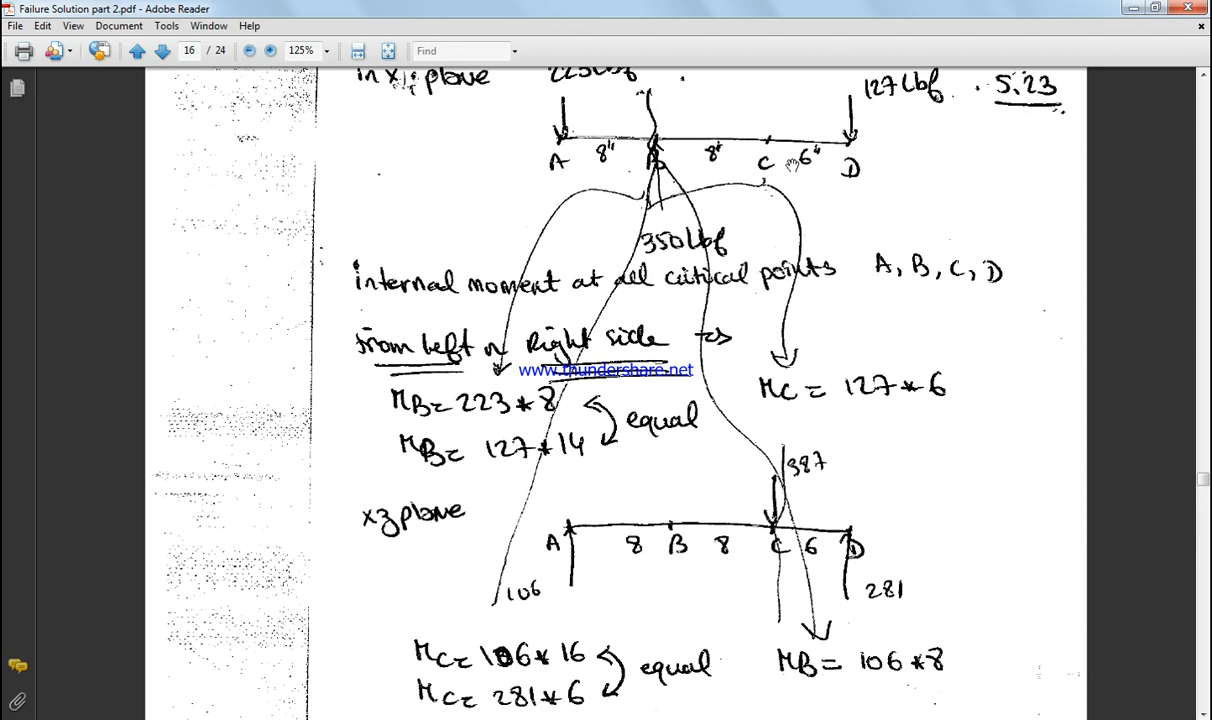 Failure Solution part 2.pdf - Adobe Reader
File Edit View Document Tools Window Help
16 / 24 125% Find
in xy plane 223 lbf 127 lbf 5.23
A 8" B 8" C 6" D
350 lbf
internal moment at all critical points A, B, C, D
from left or Right side =>
www.thundershare.net
MB = 223 * 8
MB = 127 * 14
equal
MC = 127 * 6
387
xz plane
A 8 B 8 C 6 D
106 281
MC = 106 * 16
MC = 281 * 6
equal
MB = 106 * 8